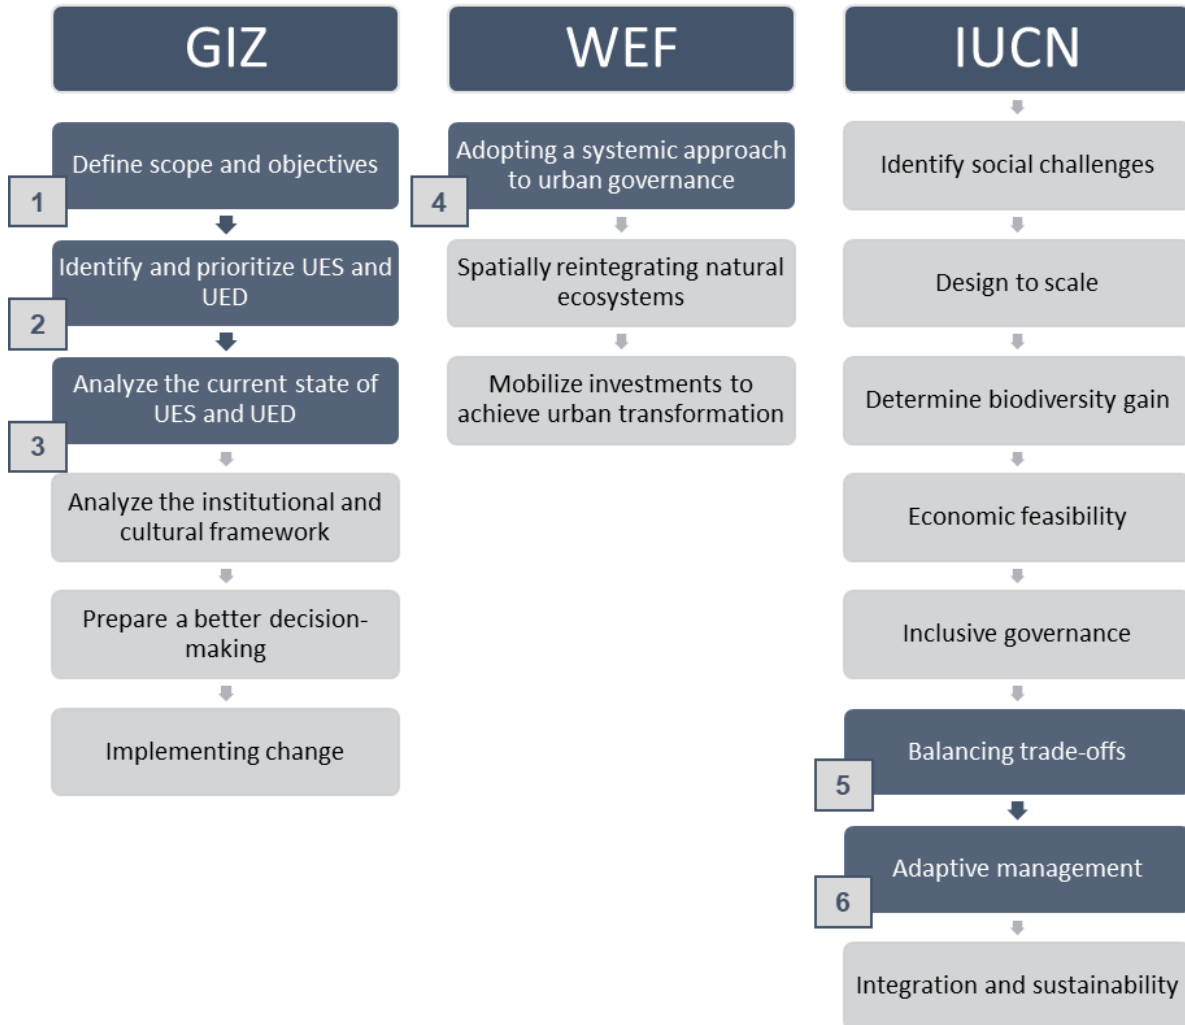 GIZ
Define scope and objectives
1
Identify and prioritize UES and
UED
2
Analyze the current state of
UES and UED
3
Analyze the institutional and
cultural framework
Prepare a better decision-
making
Implementing change
WEF
Adopting a systemic approach
to urban governance
4
Spatially reintegrating natural
ecosystems
Mobilize investments to
achieve urban transformation
IUCN
Identify social challenges
Design to scale
Determine biodiversity gain
Economic feasibility
Inclusive governance
Balancing trade-offs
5
Adaptive management
6
Integration and sustainability